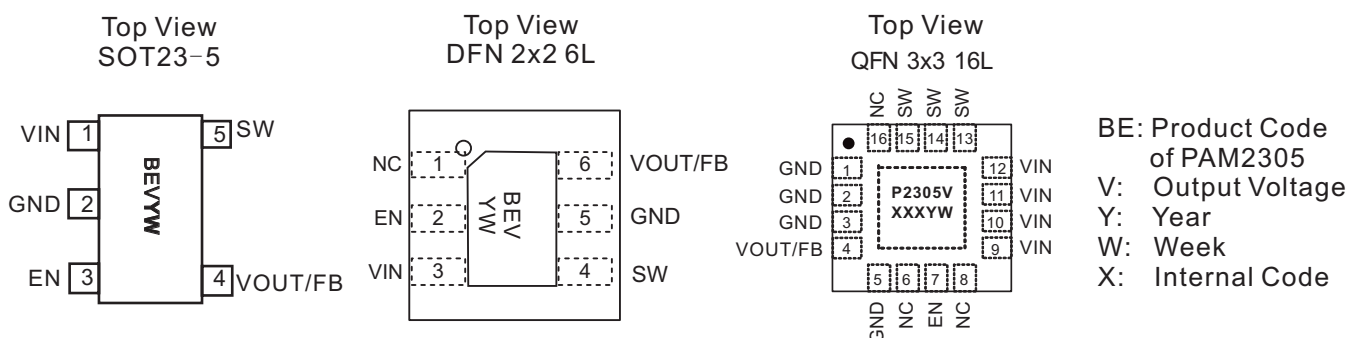 Top View
SOT23-5
VIN 1
5 SW
GND 2
EN 3
4 VOUT/FB
BEVYW
Top View
DFN 2x2 6L
NC 1
6 VOUT/FB
EN 2
5 GND
VIN 3
4 SW
BEV
YW
Top View
QFN 3x3 16L
NC SW SW SW
16 15 14 13
GND 1
12 VIN
GND 2
11 VIN
GND 3
10 VIN
VOUT/FB 4
9 VIN
P2305V
XXXYW
5 6 7 8
GND NC EN NC
BE: Product Code
of PAM2305
V: Output Voltage
Y: Year
W: Week
X: Internal Code